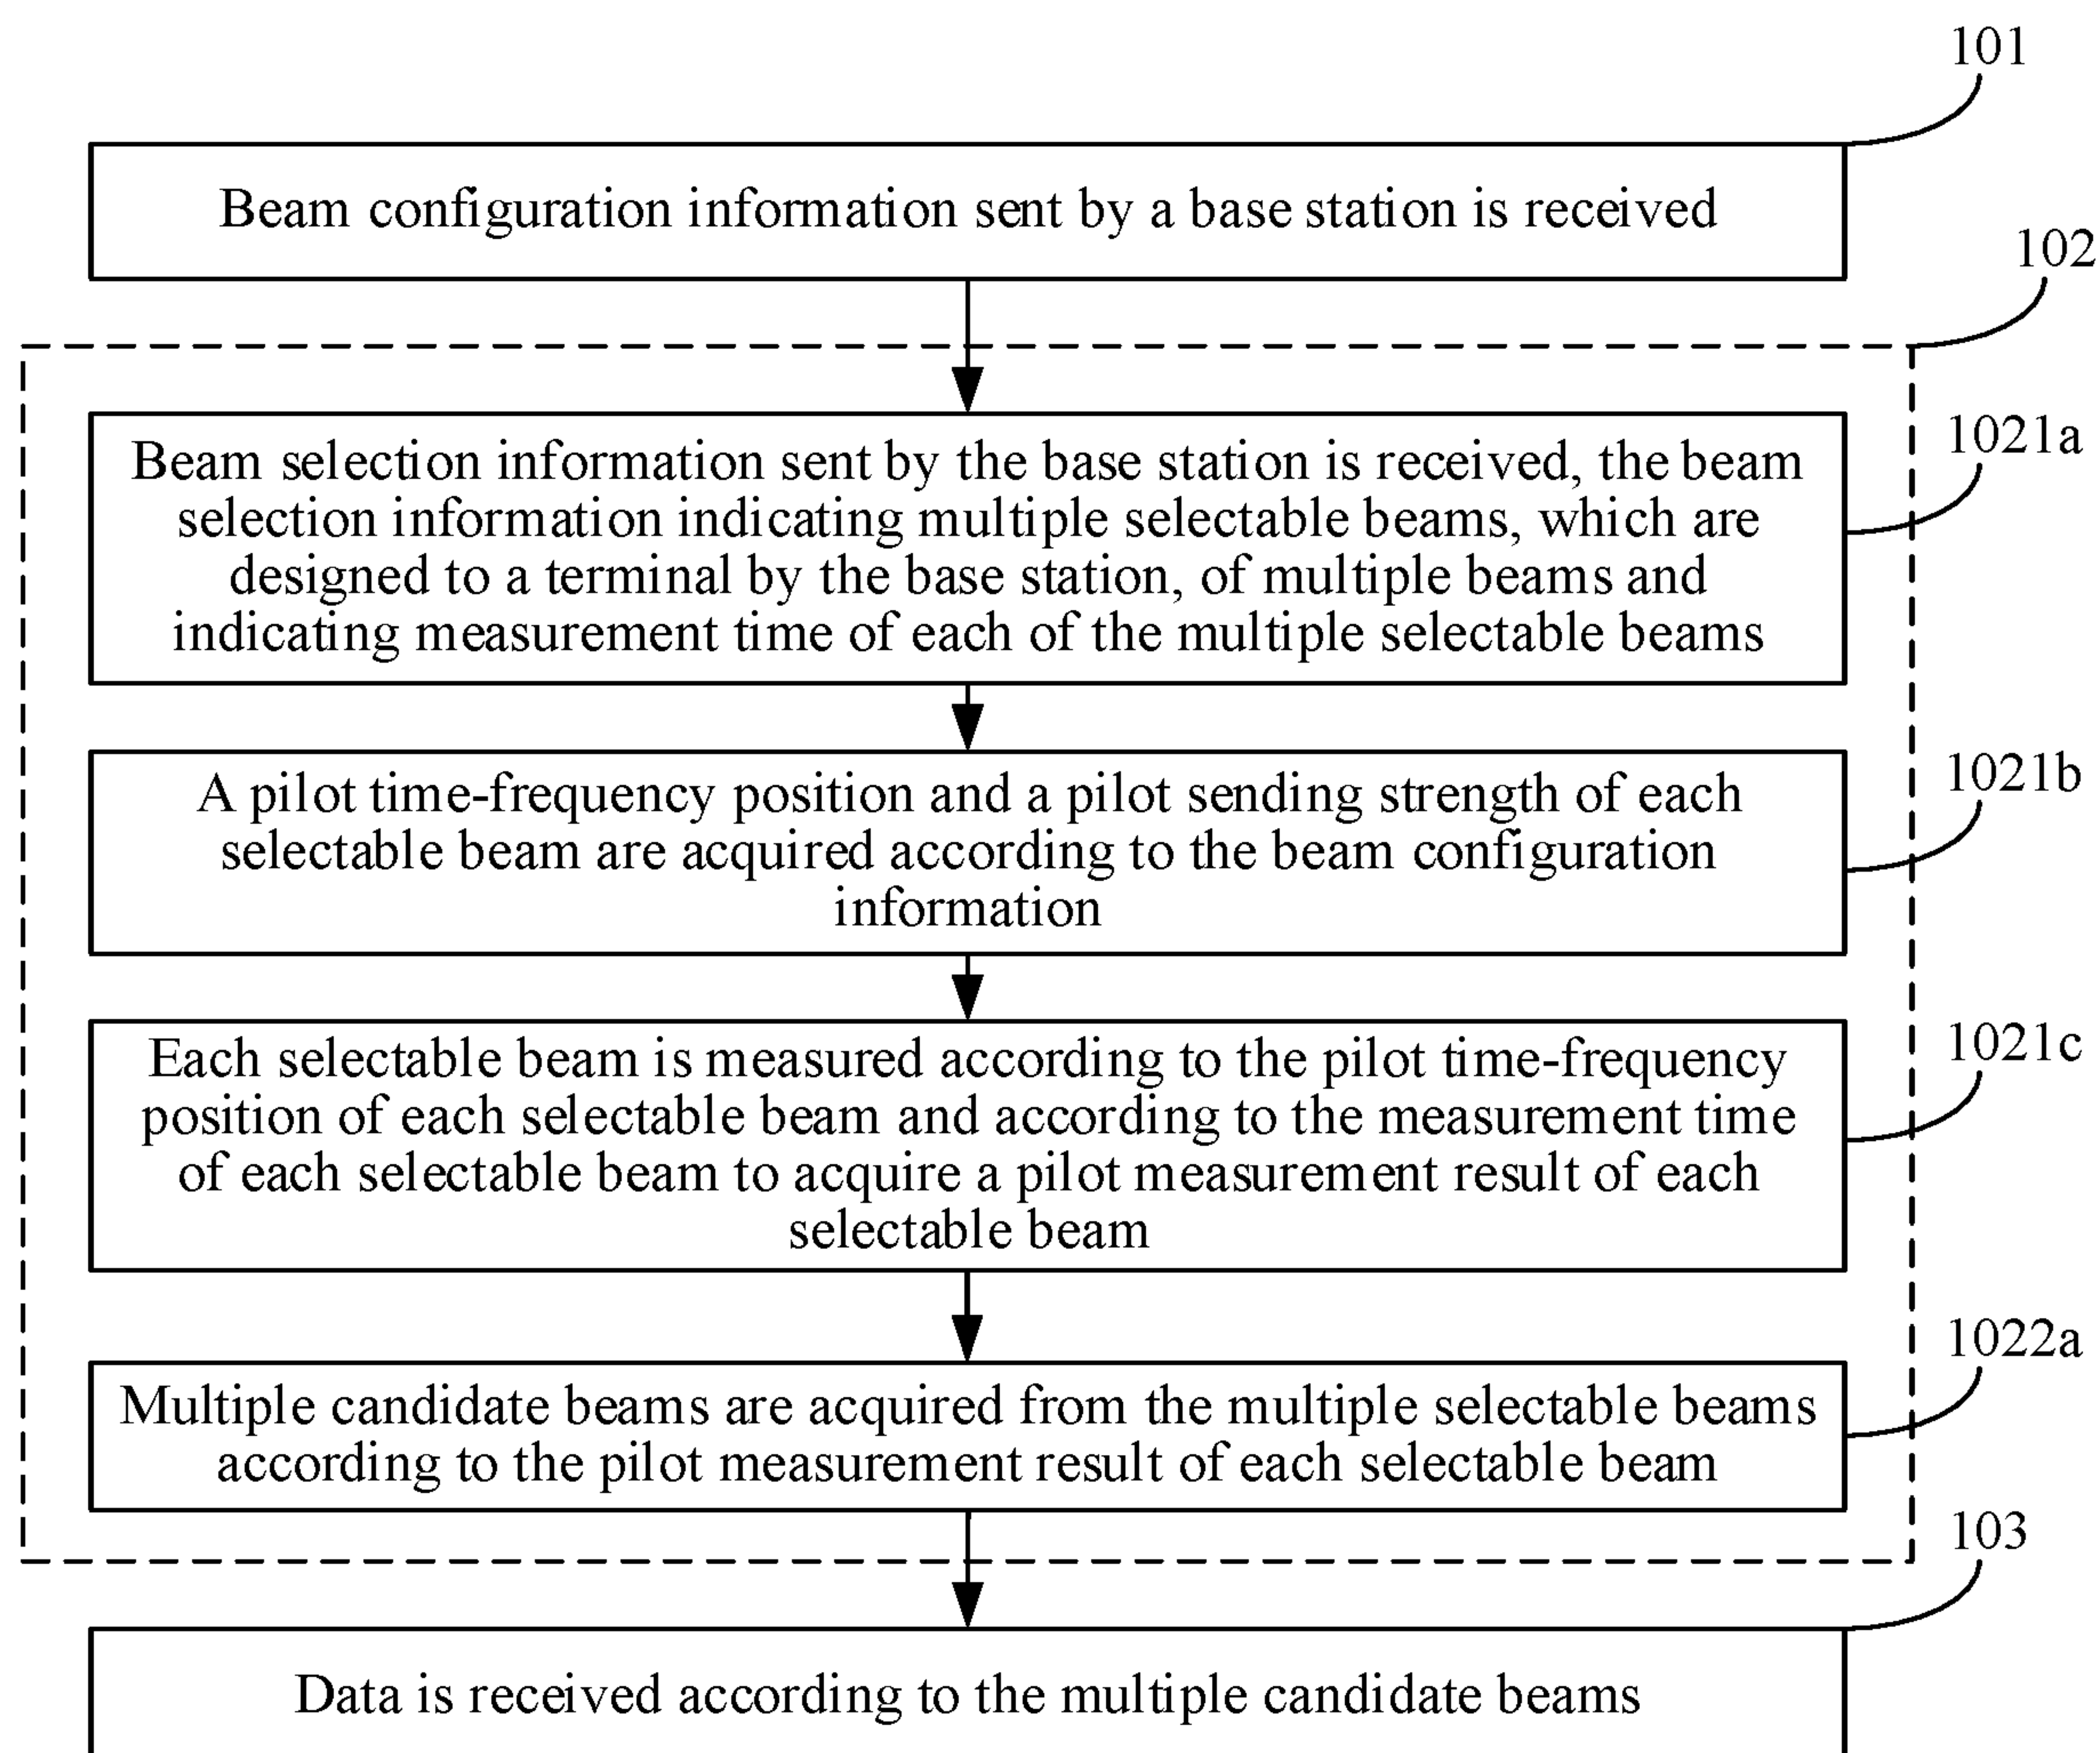 101
Beam configuration information sent by a base station is received
102
Beam selection information sent by the base station is received, the beam
selection information indicating multiple selectable beams, which are
designed to a terminal by the base station, of multiple beams and
indicating measurement time of each of the multiple selectable beams
1021a
A pilot time-frequency position and a pilot sending strength of each
selectable beam are acquired according to the beam configuration
information
1021b
Each selectable beam is measured according to the pilot time-frequency
position of each selectable beam and according to the measurement time
of each selectable beam to acquire a pilot measurement result of each
selectable beam
1021c
Multiple candidate beams are acquired from the multiple selectable beams
according to the pilot measurement result of each selectable beam
1022a
103
Data is received according to the multiple candidate beams